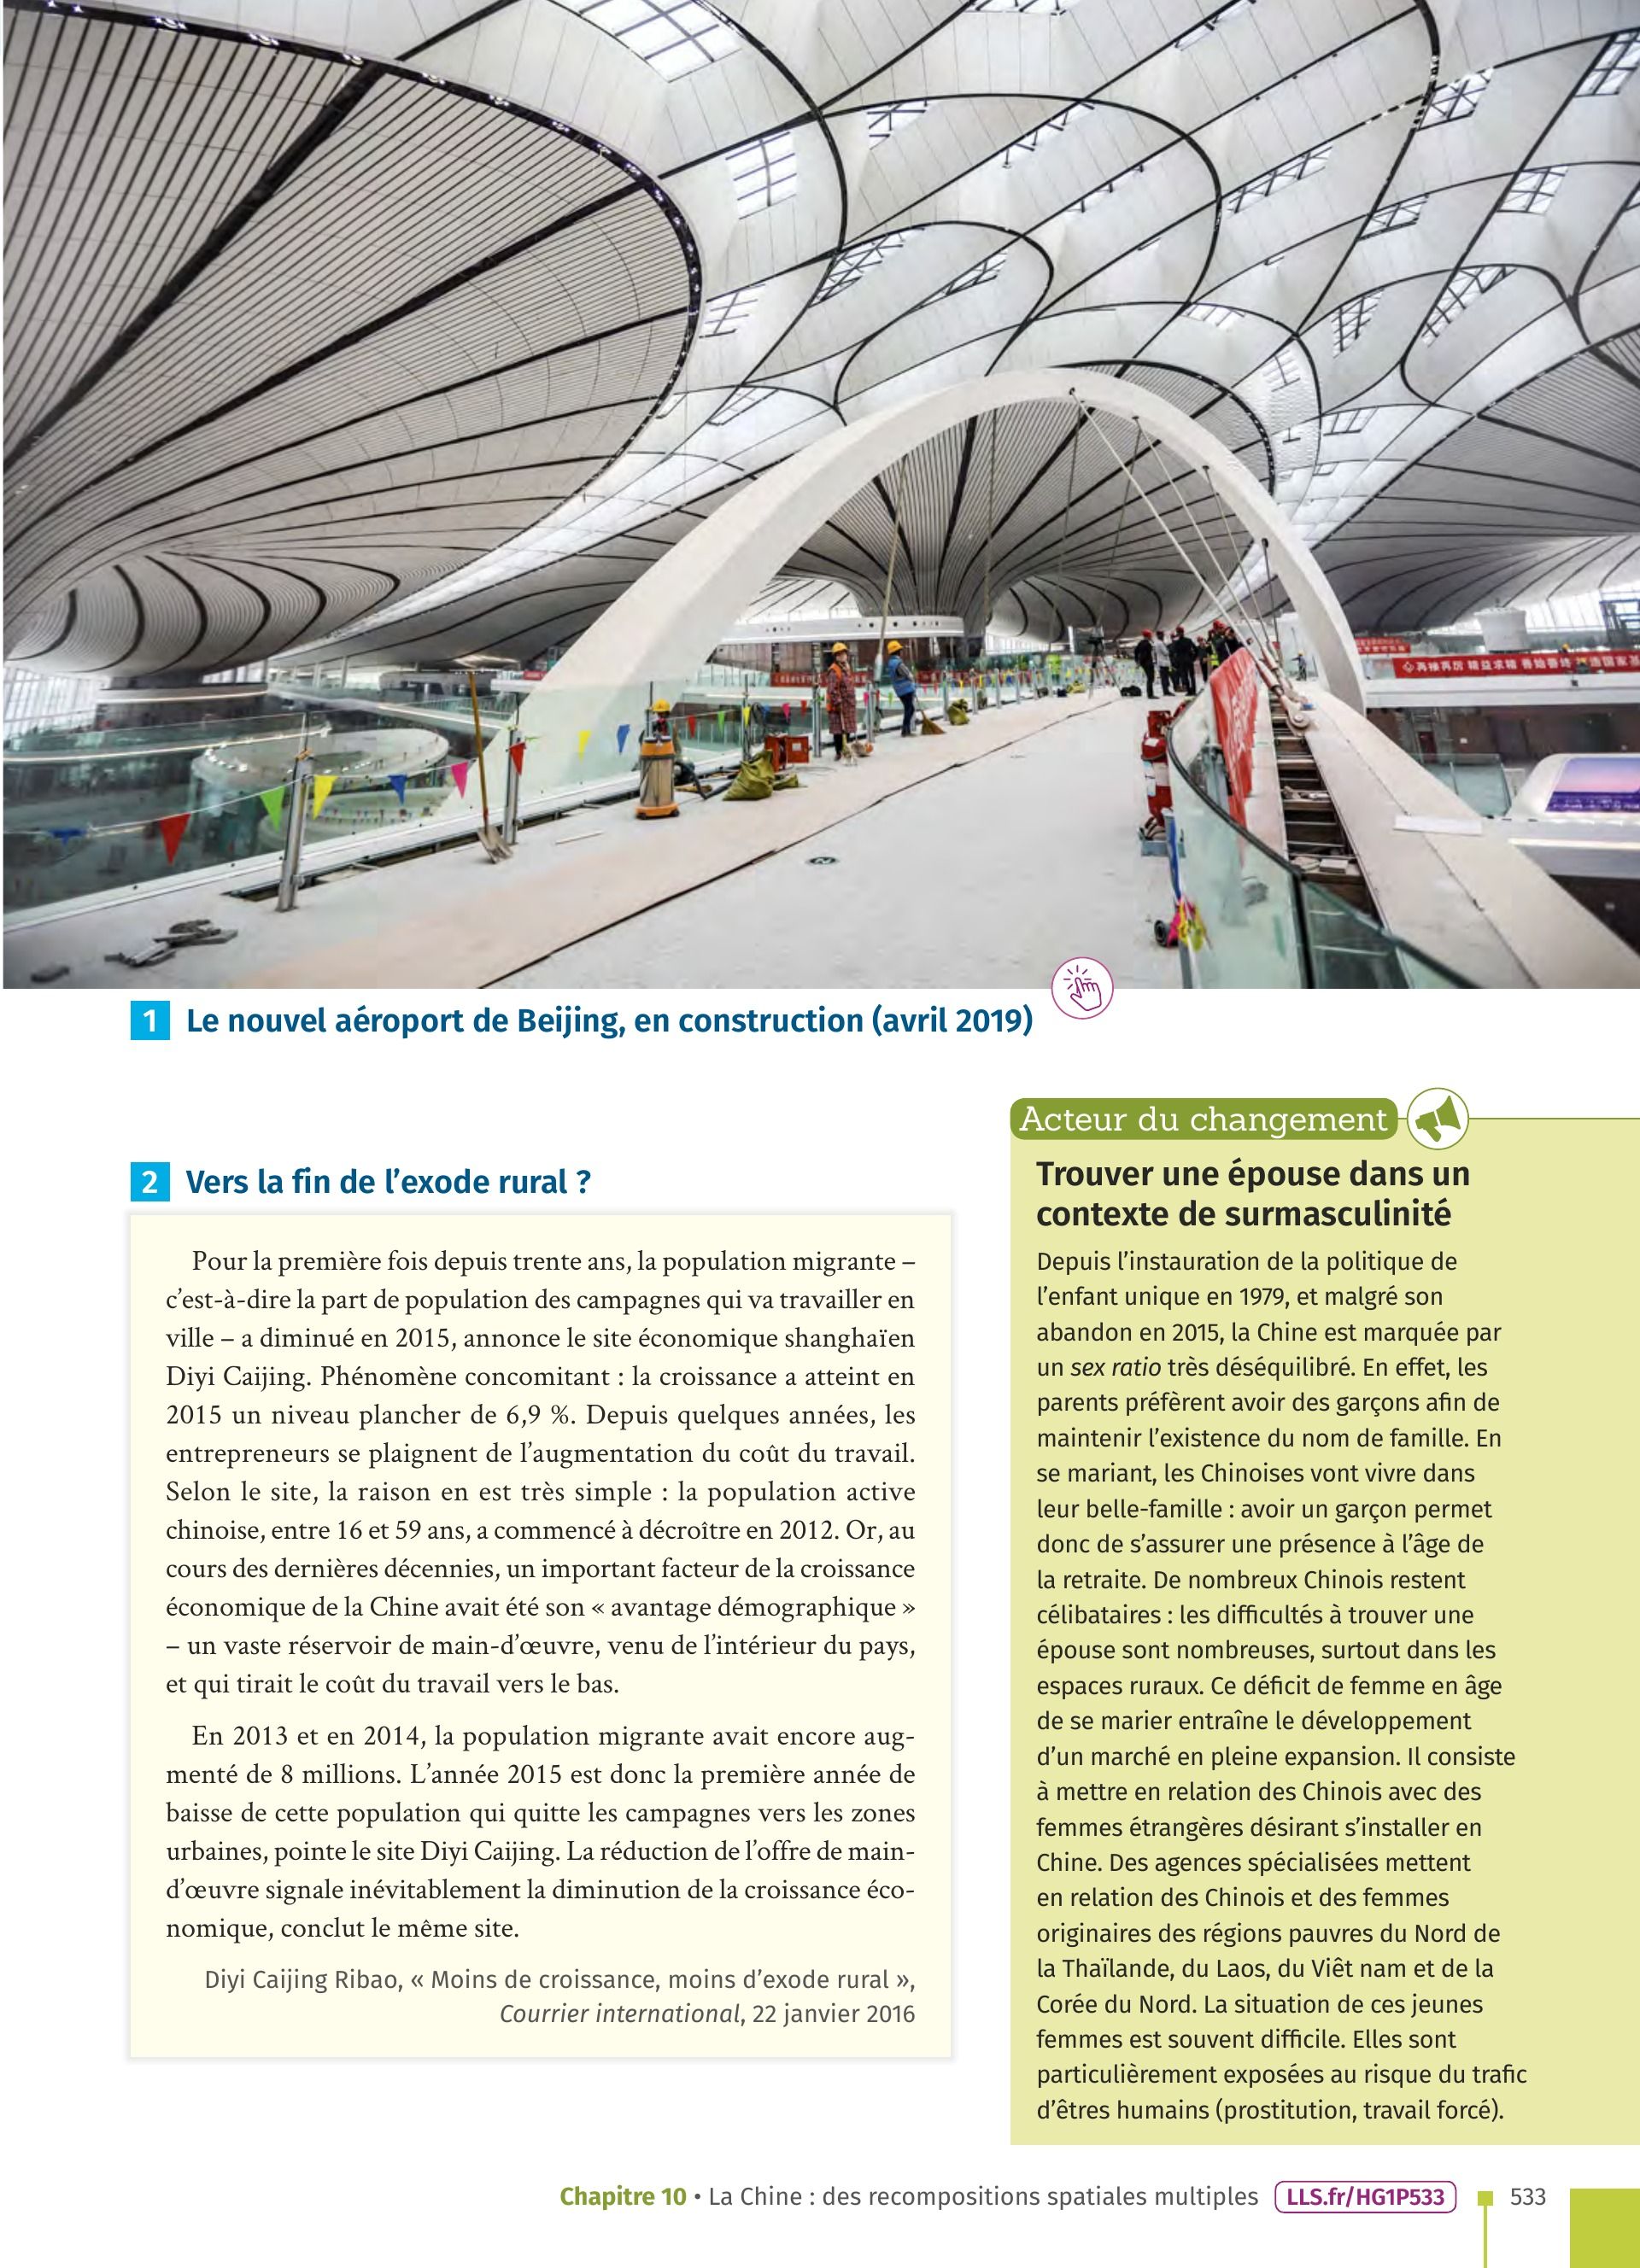 1 Le nouvel aéroport de Beijing, en construction (avril 2019)
2 Vers la fin de l’exode rural ?
Pour la première fois depuis trente ans, la population migrante –
c’est-à-dire la part de population des campagnes qui va travailler en
ville – a diminué en 2015, annonce le site économique shanghaïen
Diyi Caijing. Phénomène concomitant : la croissance a atteint en
2015 un niveau plancher de 6,9 %. Depuis quelques années, les
entrepreneurs se plaignent de l’augmentation du coût du travail.
Selon le site, la raison en est très simple : la population active
chinoise, entre 16 et 59 ans, a commencé à décroître en 2012. Or, au
cours des dernières décennies, un important facteur de la croissance
économique de la Chine avait été son « avantage démographique »
– un vaste réservoir de main-d’œuvre, venu de l’intérieur du pays,
et qui tirait le coût du travail vers le bas.
En 2013 et en 2014, la population migrante avait encore aug-
menté de 8 millions. L’année 2015 est donc la première année de
baisse de cette population qui quitte les campagnes vers les zones
urbaines, pointe le site Diyi Caijing. La réduction de l’offre de main-
d’œuvre signale inévitablement la diminution de la croissance éco-
nomique, conclut le même site.
Diyi Caijing Ribao, « Moins de croissance, moins d’exode rural »,
Courrier international, 22 janvier 2016
Acteur du changement
Trouver une épouse dans un
contexte de surmasculinité
Depuis l’instauration de la politique de
l’enfant unique en 1979, et malgré son
abandon en 2015, la Chine est marquée par
un sex ratio très déséquilibré. En effet, les
parents préfèrent avoir des garçons afin de
maintenir l’existence du nom de famille. En
se mariant, les Chinoises vont vivre dans
leur belle-famille : avoir un garçon permet
donc de s’assurer une présence à l’âge de
la retraite. De nombreux Chinois restent
célibataires : les difficultés à trouver une
épouse sont nombreuses, surtout dans les
espaces ruraux. Ce déficit de femme en âge
de se marier entraîne le développement
d’un marché en pleine expansion. Il consiste
à mettre en relation des Chinois avec des
femmes étrangères désirant s’installer en
Chine. Des agences spécialisées mettent
en relation des Chinois et des femmes
originaires des régions pauvres du Nord de
la Thaïlande, du Laos, du Viêt nam et de la
Corée du Nord. La situation de ces jeunes
femmes est souvent difficile. Elles sont
particulièrement exposées au risque du trafic
d’êtres humains (prostitution, travail forcé).
Chapitre 10 • La Chine : des recompositions spatiales multiples LLS.fr/HG1P533 533